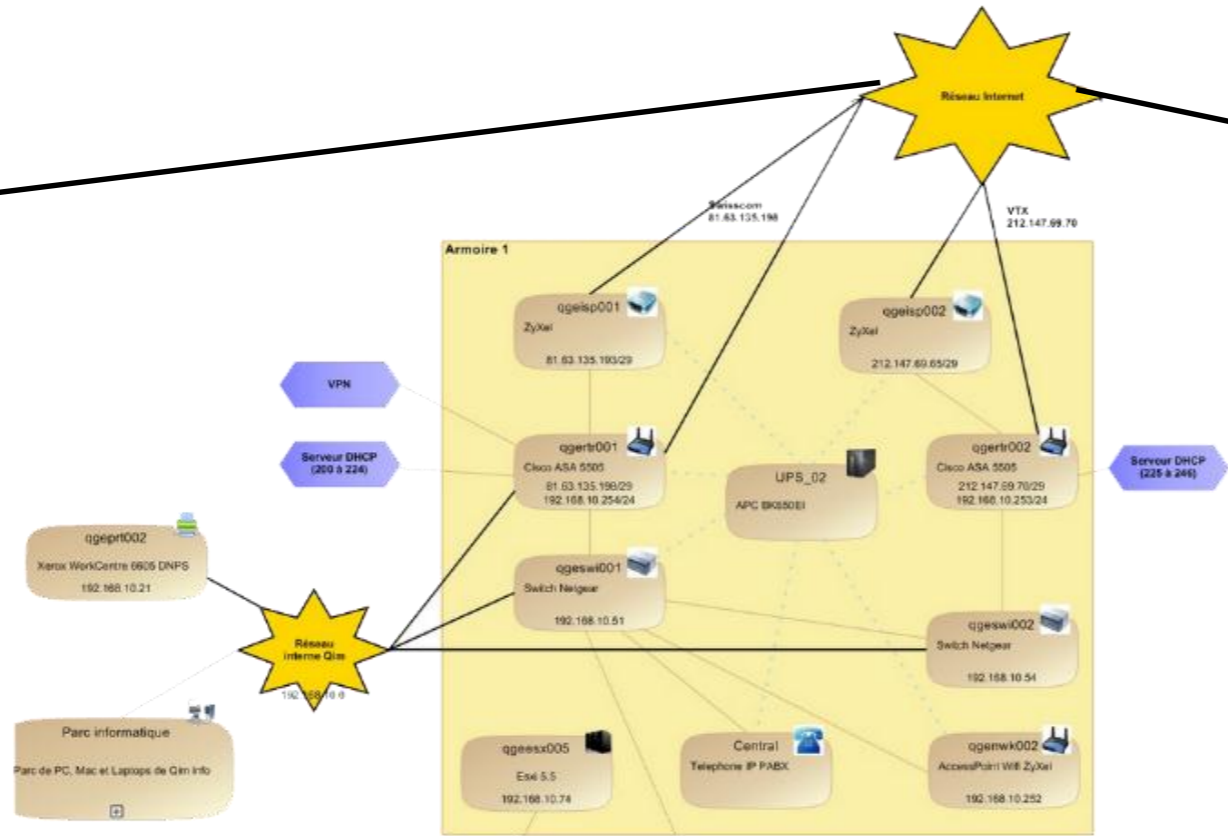 Réseau Internet
Swisscom
81.63.135.198
VTX
212.147.69.70
Armoire 1
qgeisp001
ZyXel
81.63.135.193/29
qgeisp002
ZyXel
212.147.69.65/29
VPN
Serveur DHCP
(200 à 224)
qgertr001
Cisco ASA 5505
81.63.135.198/29
192.168.10.254/24
UPS_02
APC BK650EI
qgertr002
Cisco ASA 5505
212.147.69.70/29
192.168.10.253/24
Serveur DHCP
(225 à 246)
qgeprt002
Xerox WorkCentre 6605 DNPS
192.168.10.21
qgeswi001
Switch Netgear
192.168.10.51
Réseau
interne Qim
192.168.10.0
qgeswi002
Switch Netgear
192.168.10.54
Parc informatique
Parc de PC, Mac et Laptops de Qim Info
qgeesx005
Esxi 5.5
192.168.10.74
Central
Telephone IP PABX
qgenwk002
AccessPoint Wifi ZyXel
192.168.10.252